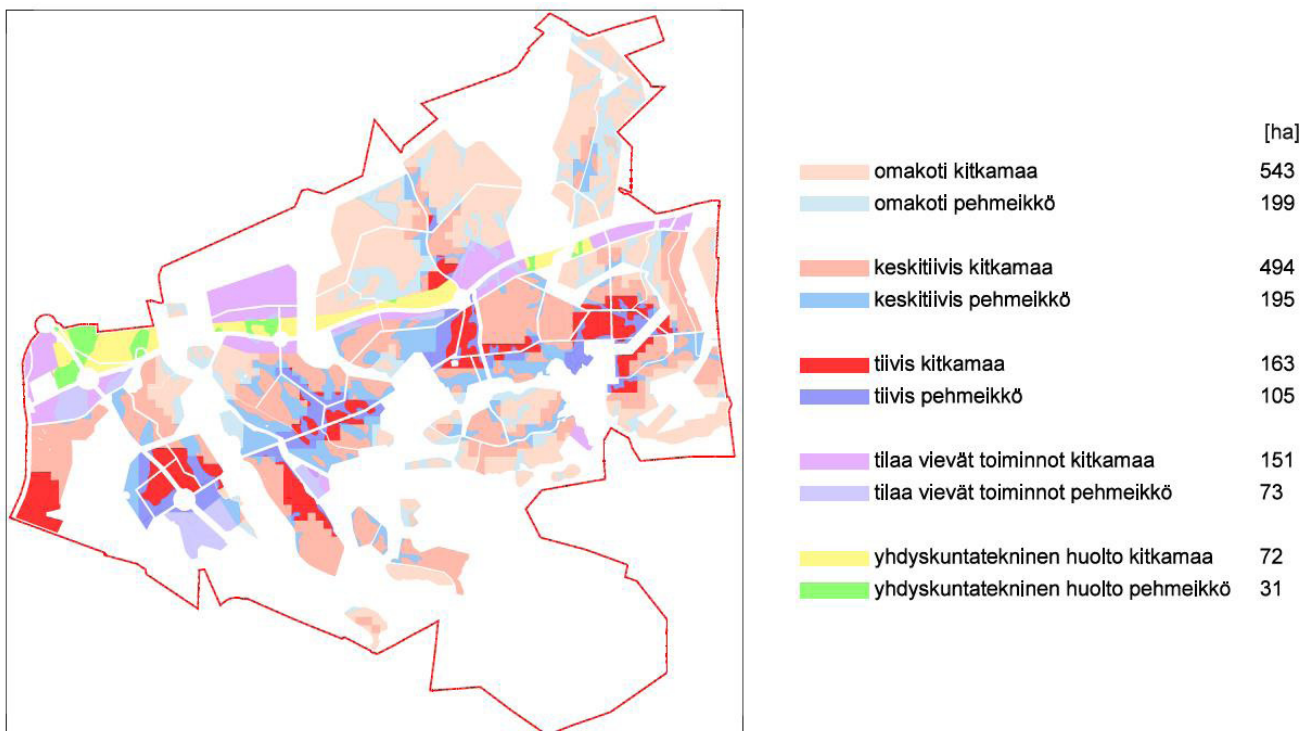 [ha]
omakoti kitkamaa 543
omakoti pehmeikkö 199
keskitiivis kitkamaa 494
keskitiivis pehmeikkö 195
tiivis kitkamaa 163
tiivis pehmeikkö 105
tilaa vievät toiminnot kitkamaa 151
tilaa vievät toiminnot pehmeikkö 73
yhdyskuntatekninen huolto kitkamaa 72
yhdyskuntatekninen huolto pehmeikkö 31